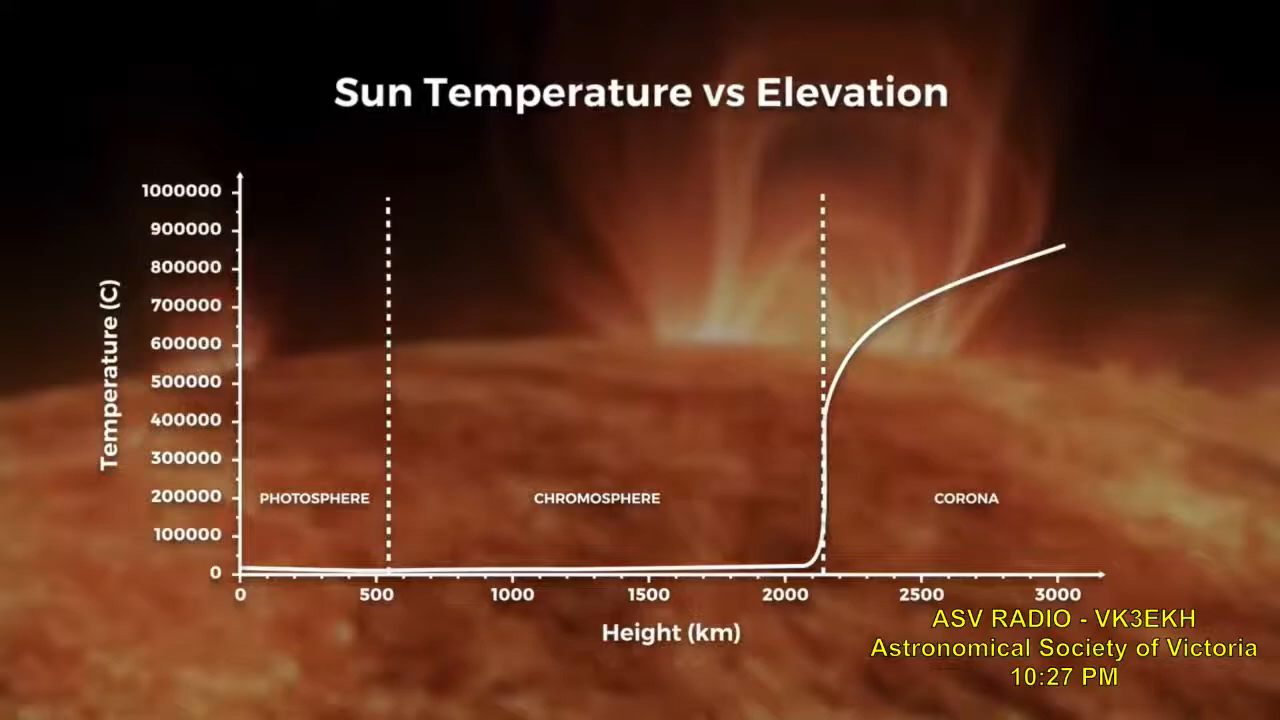 Sun Temperature vs Elevation
Temperature (C)
1000000
900000
800000
700000
600000
500000
400000
300000
200000
100000
0
PHOTOSPHERE
CHROMOSPHERE
CORONA
0 500 1000 1500 2000 2500 3000
Height (km)
ASV RADIO - VK3EKH
Astronomical Society of Victoria
10:27 PM